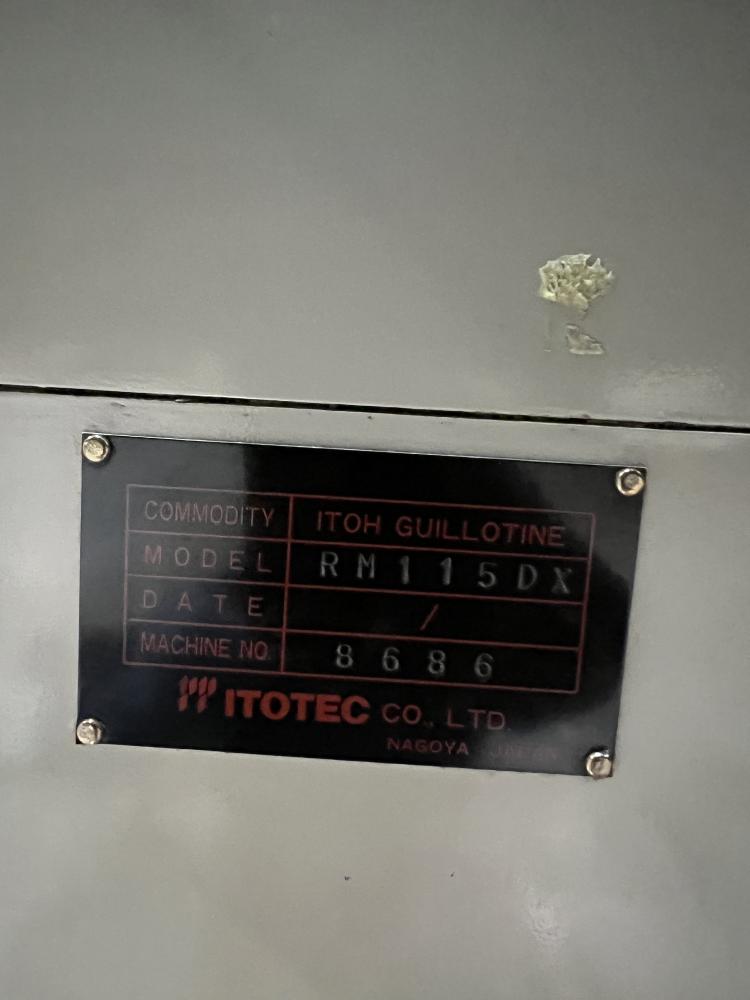 COMMODITY ITOH GUILLOTINE
MODEL RM115DX
DATE /
MACHINE NO. 8686
ITOTEC CO., LTD.
NAGOYA JAPAN